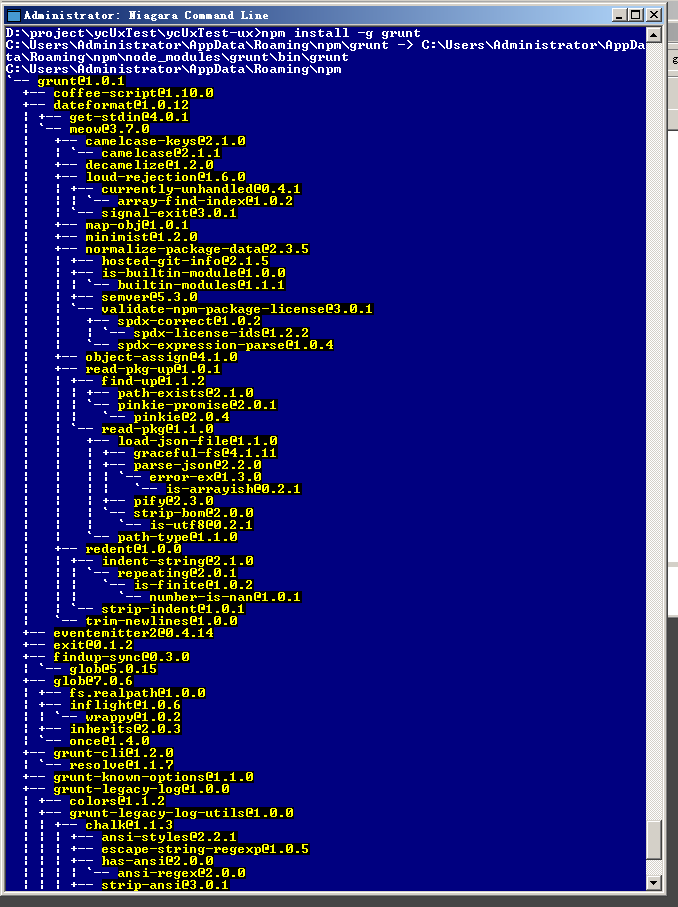 Administrator: Niagara Command Line
D:\project\ycUxTest\ycUxTest-ux>npm install -g grunt
C:\Users\Administrator\AppData\Roaming\npm\grunt -> C:\Users\Administrator\AppDa
ta\Roaming\npm\node_modules\grunt\bin\grunt
C:\Users\Administrator\AppData\Roaming\npm
`-- grunt@1.0.1
  +-- coffee-script@1.10.0
  +-- dateformat@1.0.12
  | +-- get-stdin@4.0.1
  | `-- meow@3.7.0
  |   +-- camelcase-keys@2.1.0
  |   | `-- camelcase@2.1.1
  |   +-- decamelize@1.2.0
  |   +-- loud-rejection@1.6.0
  |   | +-- currently-unhandled@0.4.1
  |   | | `-- array-find-index@1.0.2
  |   | `-- signal-exit@3.0.1
  |   +-- map-obj@1.0.1
  |   +-- minimist@1.2.0
  |   +-- normalize-package-data@2.3.5
  |   | +-- hosted-git-info@2.1.5
  |   | +-- is-builtin-module@1.0.0
  |   | | `-- builtin-modules@1.1.1
  |   | +-- semver@5.3.0
  |   | `-- validate-npm-package-license@3.0.1
  |   |   +-- spdx-correct@1.0.2
  |   |   | `-- spdx-license-ids@1.2.2
  |   |   `-- spdx-expression-parse@1.0.4
  |   +-- object-assign@4.1.0
  |   +-- read-pkg-up@1.0.1
  |   | +-- find-up@1.1.2
  |   | | +-- path-exists@2.1.0
  |   | | `-- pinkie-promise@2.0.1
  |   | |   `-- pinkie@2.0.4
  |   | `-- read-pkg@1.1.0
  |   |   +-- load-json-file@1.1.0
  |   |   | +-- graceful-fs@4.1.11
  |   |   | +-- parse-json@2.2.0
  |   |   | | `-- error-ex@1.3.0
  |   |   | |   `-- is-arrayish@0.2.1
  |   |   | +-- pify@2.3.0
  |   |   | `-- strip-bom@2.0.0
  |   |   |   `-- is-utf8@0.2.1
  |   |   `-- path-type@1.1.0
  |   +-- redent@1.0.0
  |   | +-- indent-string@2.1.0
  |   | | `-- repeating@2.0.1
  |   | |   `-- is-finite@1.0.2
  |   | |     `-- number-is-nan@1.0.1
  |   | `-- strip-indent@1.0.1
  |   `-- trim-newlines@1.0.0
  +-- eventemitter2@0.4.14
  +-- exit@0.1.2
  +-- findup-sync@0.3.0
  | `-- glob@5.0.15
  +-- glob@7.0.6
  | +-- fs.realpath@1.0.0
  | +-- inflight@1.0.6
  | | `-- wrappy@1.0.2
  | +-- inherits@2.0.3
  | `-- once@1.4.0
  +-- grunt-cli@1.2.0
  | `-- resolve@1.1.7
  +-- grunt-known-options@1.1.0
  +-- grunt-legacy-log@1.0.0
  | +-- colors@1.1.2
  | +-- grunt-legacy-log-utils@1.0.0
  | | +-- chalk@1.1.3
  | | | +-- ansi-styles@2.2.1
  | | | +-- escape-string-regexp@1.0.5
  | | | +-- has-ansi@2.0.0
  | | | | `-- ansi-regex@2.0.0
  | | | +-- strip-ansi@3.0.1